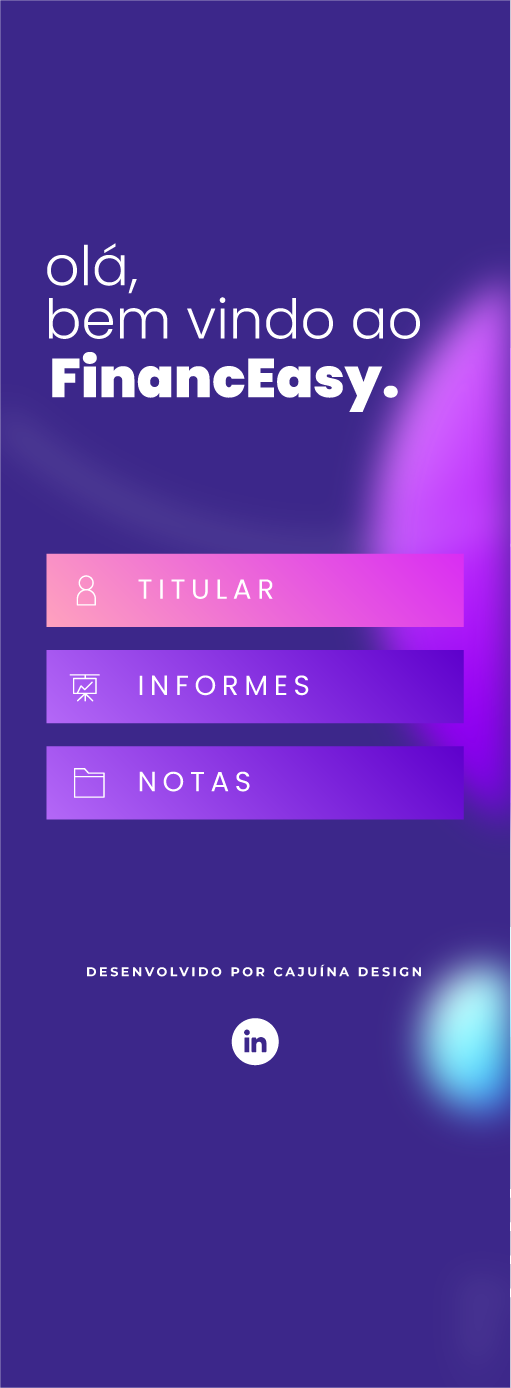 olá,
bem vindo ao
FinancEasy.
TITULAR
INFORMES
NOTAS
DESENVOLVIDO POR CAJUÍNA DESIGN
in